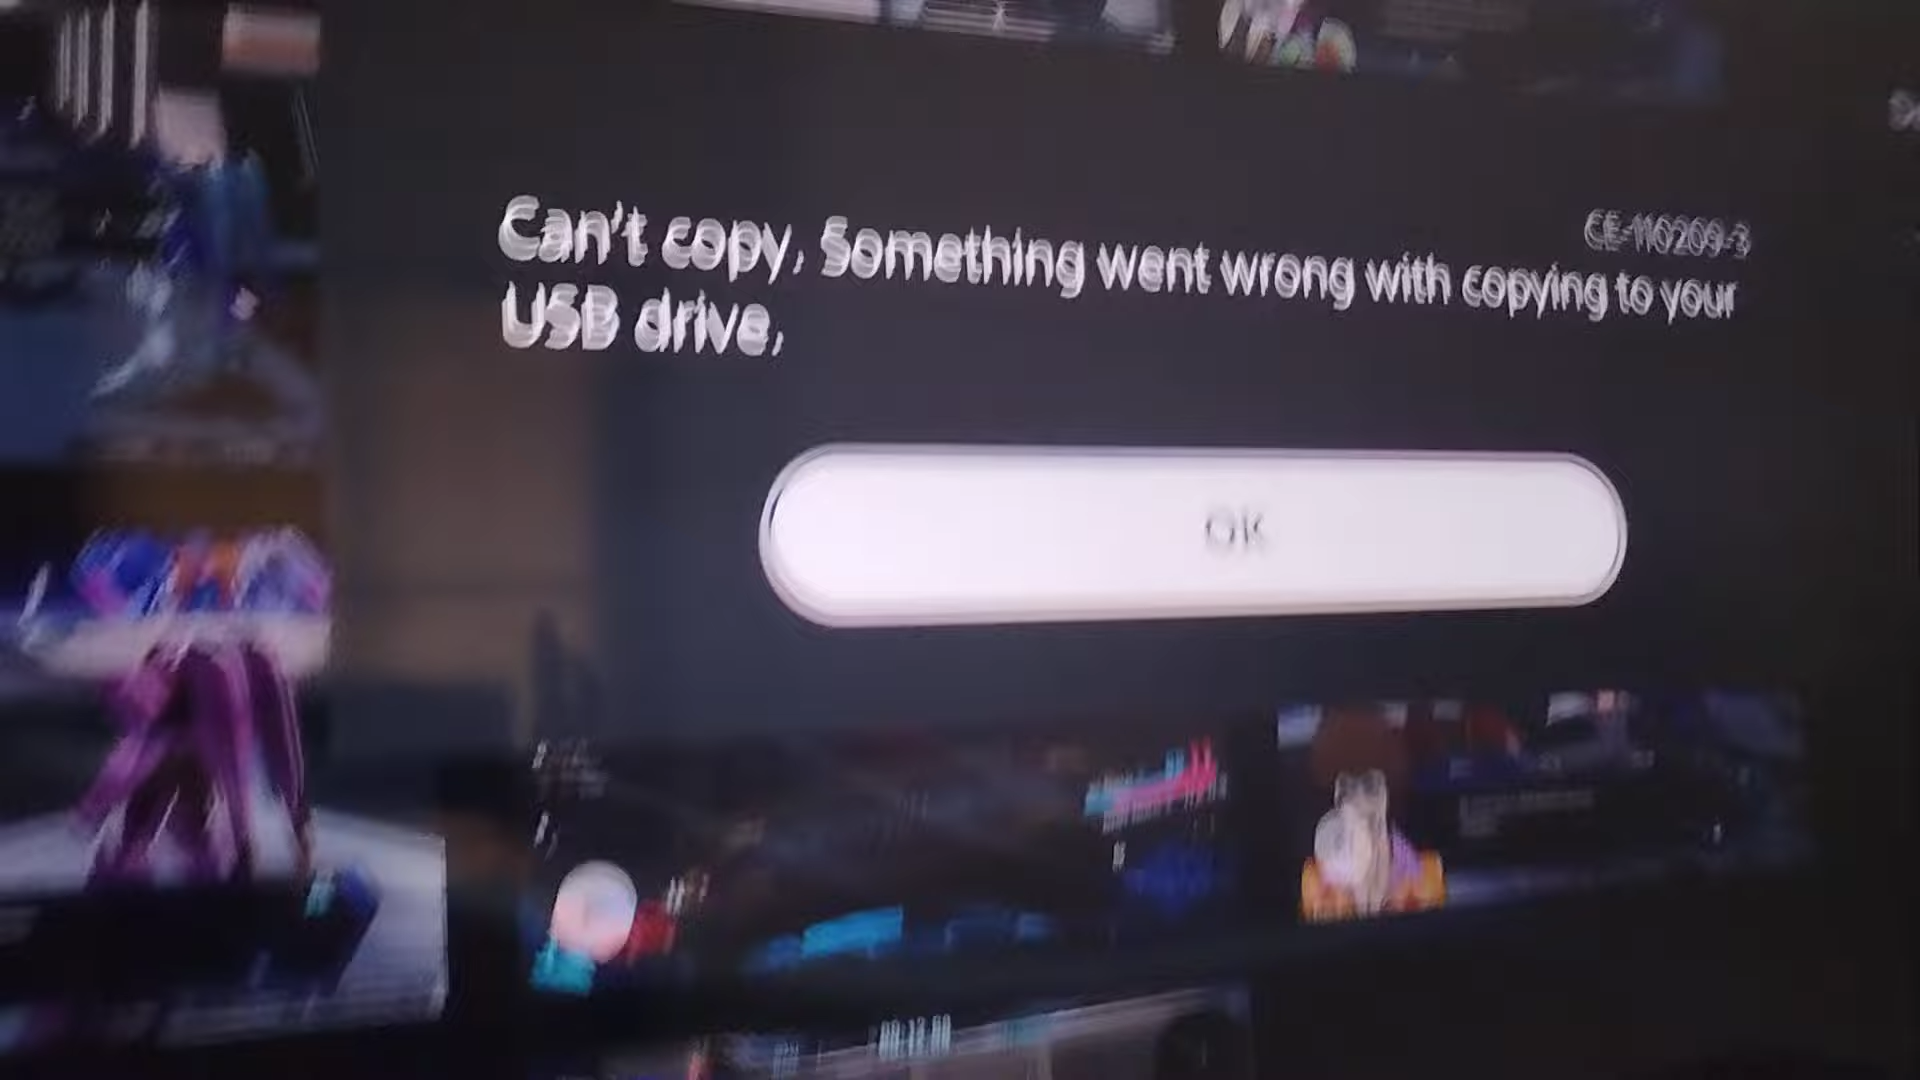 CE-110209-3
Can't copy. Something went wrong with copying to your
USB drive.
OK